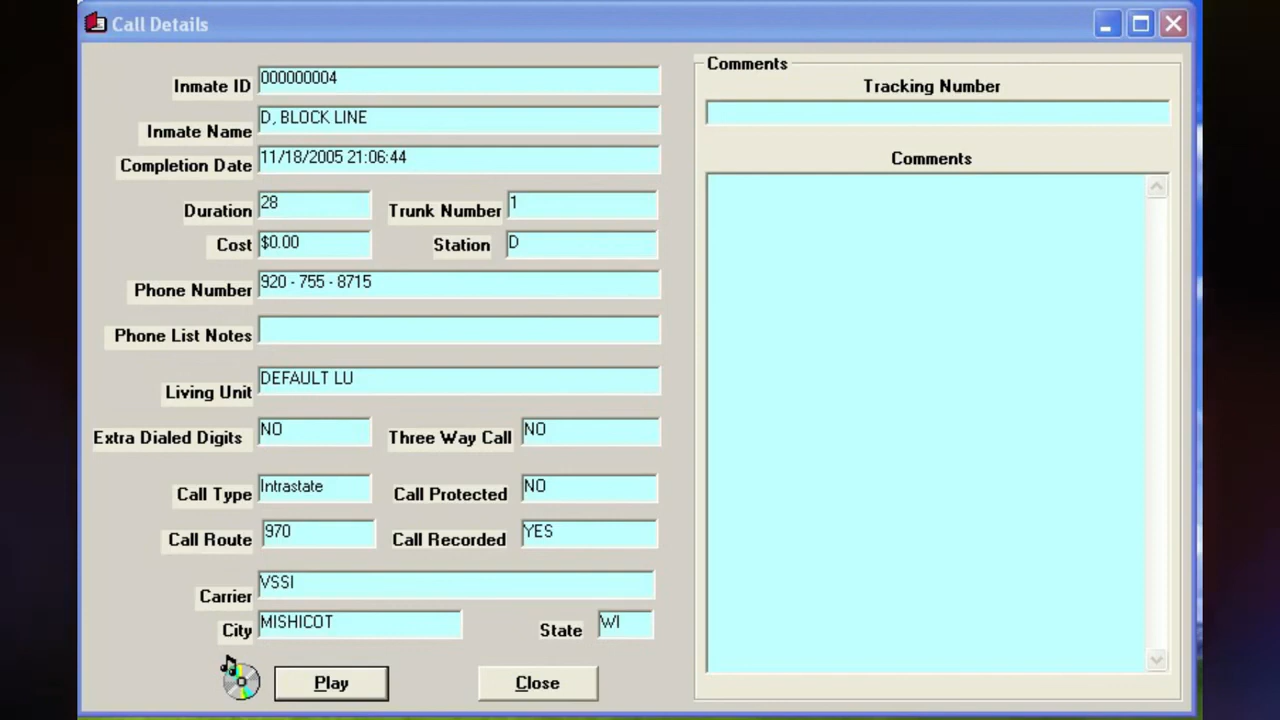 Call Details
Inmate ID 000000004
Inmate Name D, BLOCK LINE
Completion Date 11/18/2005 21:06:44
Duration 28 Trunk Number 1
Cost $0.00 Station D
Phone Number 920 - 755 - 8715
Phone List Notes
Living Unit DEFAULT LU
Extra Dialed Digits NO Three Way Call NO
Call Type Intrastate Call Protected NO
Call Route 970 Call Recorded YES
Carrier VSSI
City MISHICOT State WI
Play Close
Comments
Tracking Number
Comments